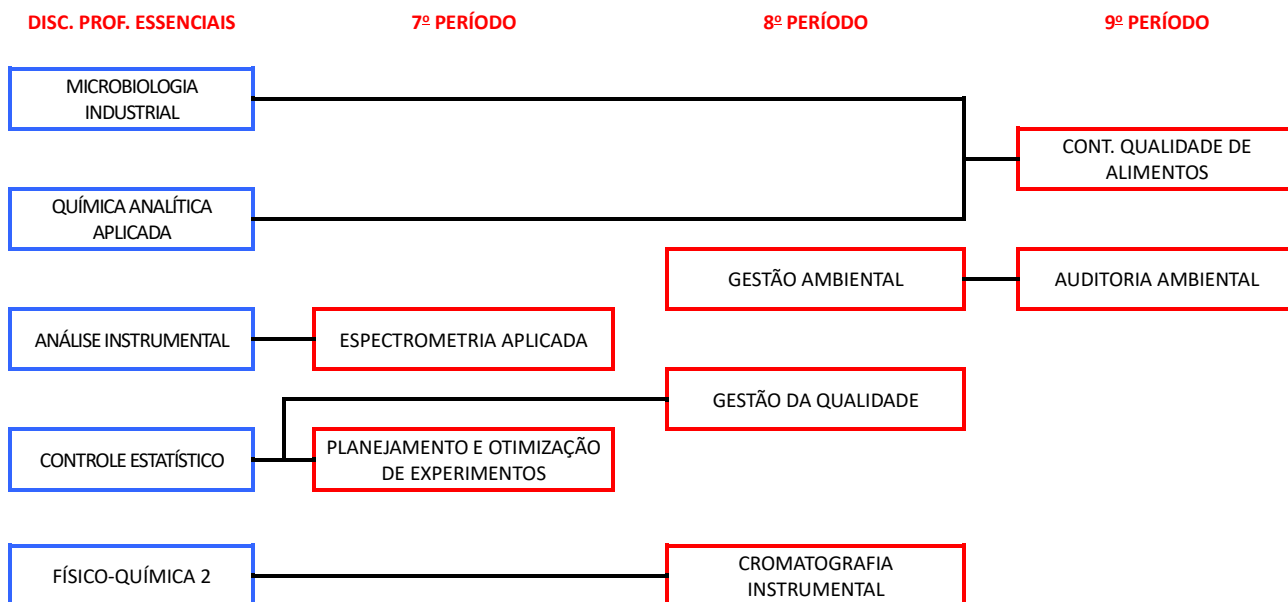 DISC. PROF. ESSENCIAIS
7º PERÍODO
8º PERÍODO
9º PERÍODO
MICROBIOLOGIA
INDUSTRIAL
CONT. QUALIDADE DE
ALIMENTOS
QUÍMICA ANALÍTICA
APLICADA
GESTÃO AMBIENTAL
AUDITORIA AMBIENTAL
ANÁLISE INSTRUMENTAL
ESPECTROMETRIA APLICADA
GESTÃO DA QUALIDADE
CONTROLE ESTATÍSTICO
PLANEJAMENTO E OTIMIZAÇÃO
DE EXPERIMENTOS
FÍSICO-QUÍMICA 2
CROMATOGRAFIA
INSTRUMENTAL